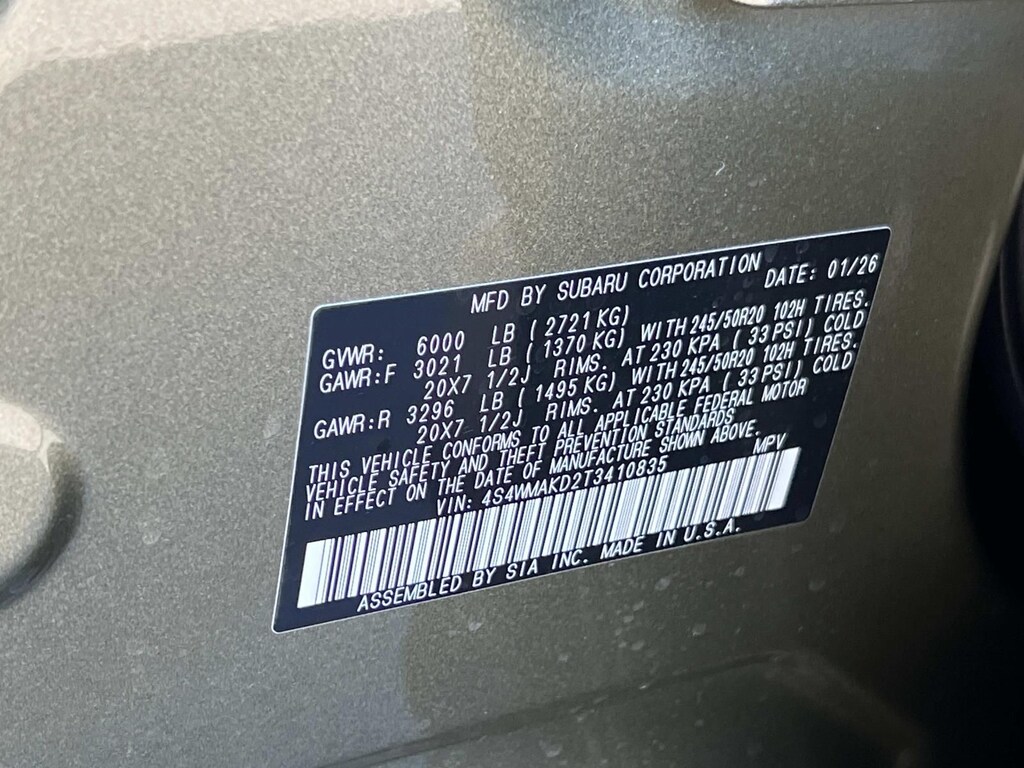 MFD BY SUBARU CORPORATION DATE: 01/26
GVWR: 6000 LB ( 2721 KG)
GAWR:F 3021 LB ( 1370 KG) WITH 245/50R20 102H TIRES.
20X7 1/2J RIMS. AT 230 KPA ( 33 PSI) COLD
GAWR:R 3296 LB ( 1495 KG) WITH 245/50R20 102H TIRES.
20X7 1/2J RIMS. AT 230 KPA ( 33 PSI) COLD
THIS VEHICLE CONFORMS TO ALL APPLICABLE FEDERAL MOTOR
VEHICLE SAFETY AND THEFT PREVENTION STANDARDS
IN EFFECT ON THE DATE OF MANUFACTURE SHOWN ABOVE.
VIN: 4S4WMAKD2T3410835 MPV
ASSEMBLED BY SIA INC. MADE IN U.S.A.